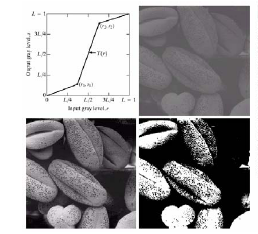 L − 1
3L/4
(r₂, s₂)
L/2
T(r)
L/4
(r₁, s₁)
0
0 L/4 L/2 3L/4 L − 1
Input gray level, r
Output gray level, s